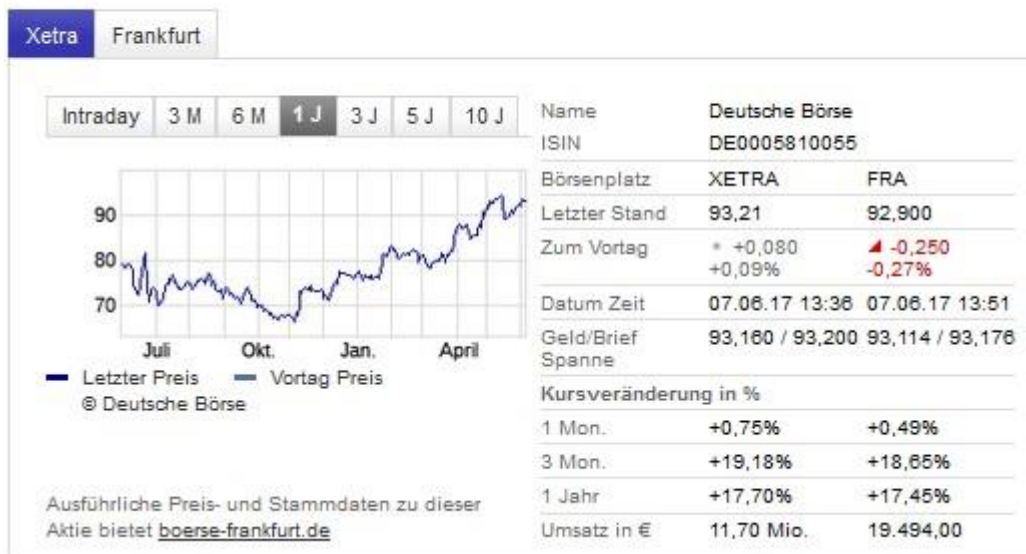 Xetra Frankfurt
Intraday 3 M 6 M 1 J 3 J 5 J 10 J
90
80
70
Juli Okt. Jan. April
Letzter Preis Vortag Preis
© Deutsche Börse
Ausführliche Preis- und Stammdaten zu dieser
Aktie bietet boerse-frankfurt.de
Name Deutsche Börse
ISIN DE0005810055
Börsenplatz XETRA FRA
Letzter Stand 93,21 92,900
Zum Vortag +0,080 -0,250
+0,09% -0,27%
Datum Zeit 07.06.17 13:36 07.06.17 13:51
Geld/Brief 93,160 / 93,200 93,114 / 93,176
Spanne
Kursveränderung in %
1 Mon. +0,75% +0,49%
3 Mon. +19,18% +18,65%
1 Jahr +17,70% +17,45%
Umsatz in € 11,70 Mio. 19.494,00